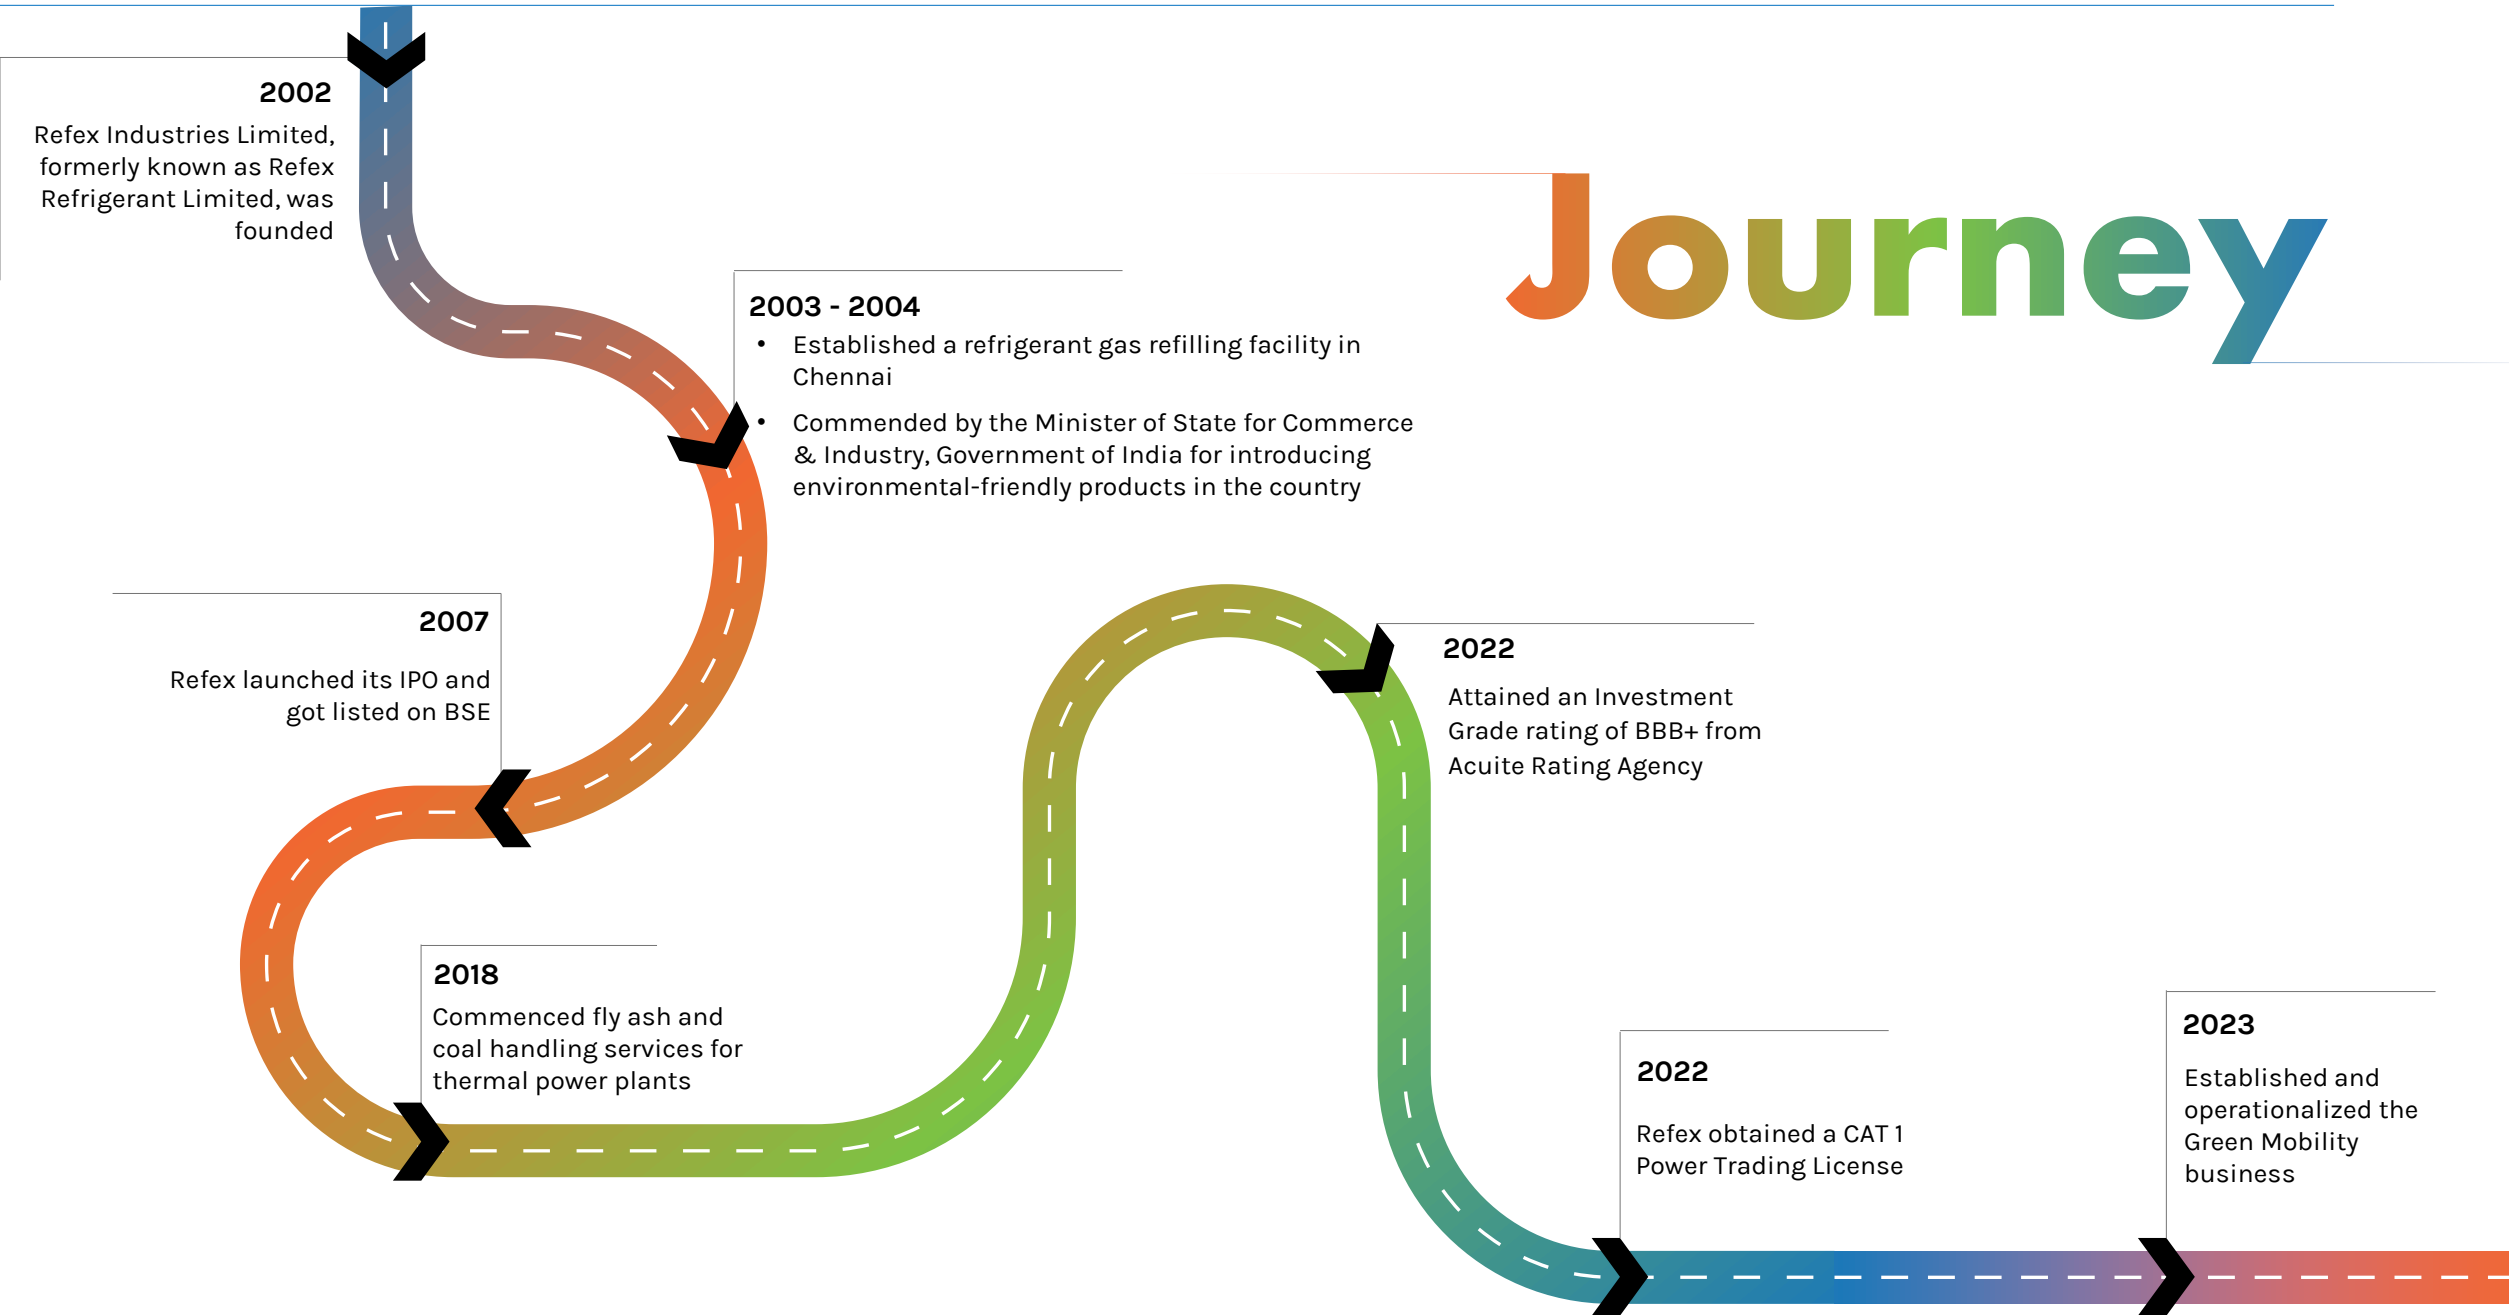 2002
Refex Industries Limited,
formerly known as Refex
Refrigerant Limited, was
founded
Journey
2003 - 2004
• Established a refrigerant gas refilling facility in
Chennai
• Commended by the Minister of State for Commerce
& Industry, Government of India for introducing
environmental-friendly products in the country
2007
Refex launched its IPO and
got listed on BSE
2022
Attained an Investment
Grade rating of BBB+ from
Acuite Rating Agency
2018
Commenced fly ash and
coal handling services for
thermal power plants
2022
Refex obtained a CAT 1
Power Trading License
2023
Established and
operationalized the
Green Mobility
business